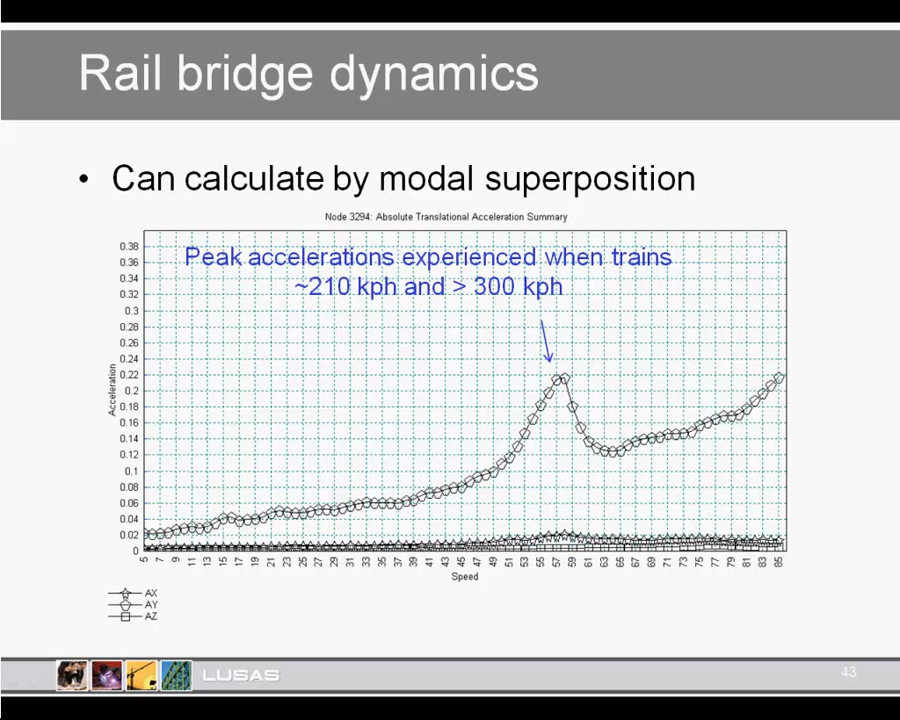 Rail bridge dynamics
• Can calculate by modal superposition
Node 3294: Absolute Translational Acceleration Summary
Peak accelerations experienced when trains
~210 kph and > 300 kph
0.38
0.36
0.34
0.32
0.3
0.28
0.26
0.24
0.22
0.2
0.18
0.16
0.14
0.12
0.1
0.08
0.06
0.04
0.02
0
Acceleration
5 7 9 11 13 15 17 19 21 23 25 27 29 31 33 35 37 39 41 43 45 47 49 51 53 55 57 59 61 63 65 67 69 71 73 75 77 79 81 83 85
Speed
AX
AY
AZ
LUSAS
43